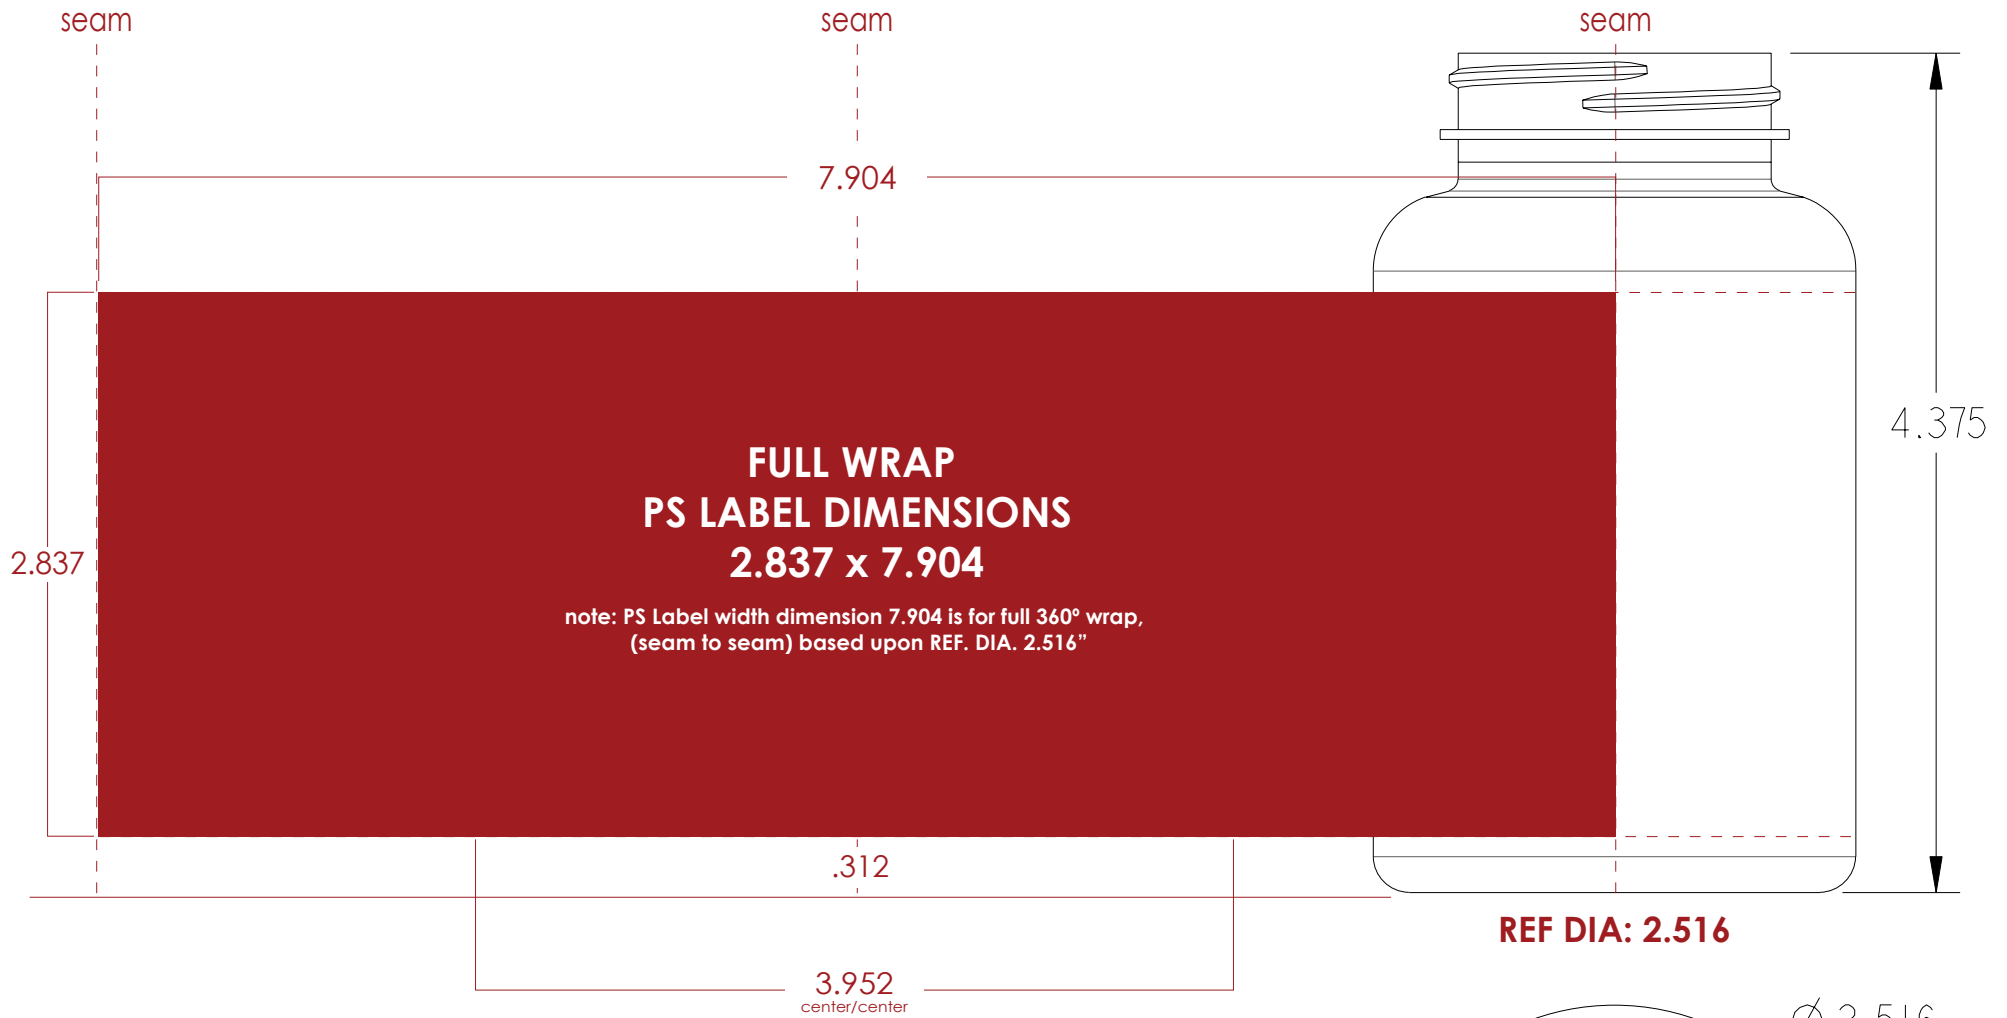 seam
seam
seam
7.904
4.375
FULL WRAP
PS LABEL DIMENSIONS
2.837 x 7.904
2.837
note: PS Label width dimension 7.904 is for full 360º wrap,
(seam to seam) based upon REF. DIA. 2.516”
.312
REF DIA: 2.516
3.952
center/center
Ø 2.516